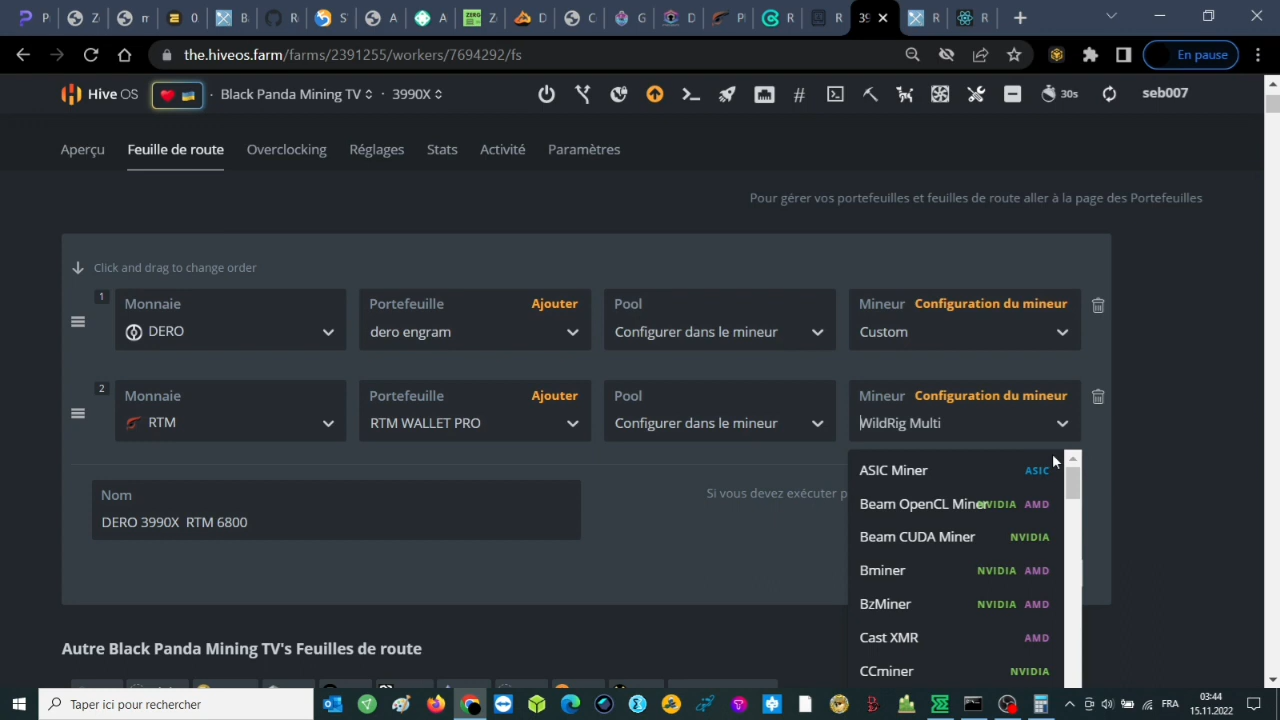 the.hiveos.farm/farms/2391255/workers/7694292/fs
En pause
Hive OS
Black Panda Mining TV
3990X
30s
seb007
Aperçu
Feuille de route
Overclocking
Réglages
Stats
Activité
Paramètres
Pour gérer vos portefeuilles et feuilles de route aller à la page des Portefeuilles
Click and drag to change order
1
Monnaie
DERO
Portefeuille Ajouter
dero engram
Pool
Configurer dans le mineur
Mineur Configuration du mineur
Custom
2
Monnaie
RTM
Portefeuille Ajouter
RTM WALLET PRO
Pool
Configurer dans le mineur
Mineur Configuration du mineur
WildRig Multi
Nom
DERO 3990X RTM 6800
Si vous devez exécuter p
ASIC Miner ASIC
Beam OpenCL Miner NVIDIA AMD
Beam CUDA Miner NVIDIA
Bminer NVIDIA AMD
BzMiner NVIDIA AMD
Cast XMR AMD
CCminer NVIDIA
Autre Black Panda Mining TV's Feuilles de route
Taper ici pour rechercher
FRA
03:44
15.11.2022